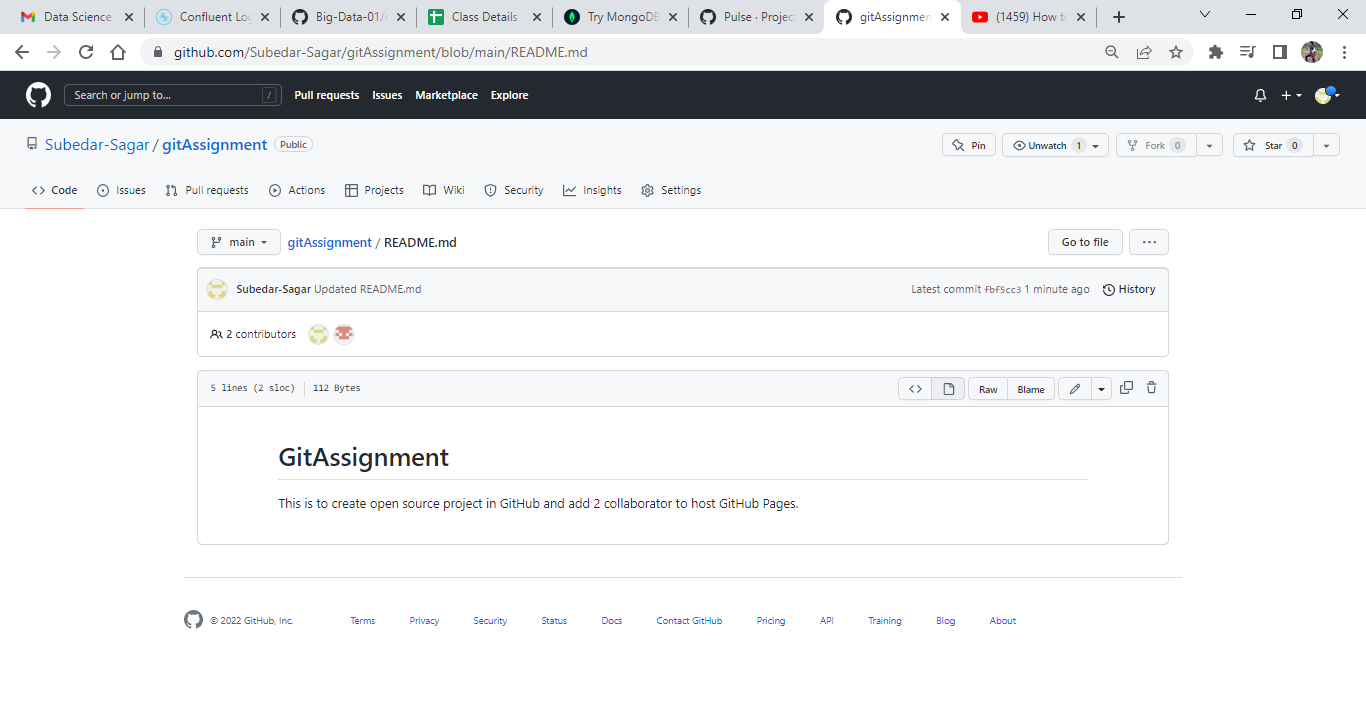 Data Science
Confluent Log
Big-Data-01/
Class Details
Try MongoDB
Pulse · Project
gitAssignmen
(1459) How to
github.com/Subedar-Sagar/gitAssignment/blob/main/README.md
Search or jump to... /
Pull requests Issues Marketplace Explore
Subedar-Sagar / gitAssignment Public
Pin Unwatch 1 Fork 0 Star 0
Code Issues Pull requests Actions Projects Wiki Security Insights Settings
main gitAssignment / README.md Go to file
Subedar-Sagar Updated README.md Latest commit fbf5cc3 1 minute ago History
2 contributors
5 lines (2 sloc) 112 Bytes Raw Blame
GitAssignment
This is to create open source project in GitHub and add 2 collaborator to host GitHub Pages.
© 2022 GitHub, Inc. Terms Privacy Security Status Docs Contact GitHub Pricing API Training Blog About